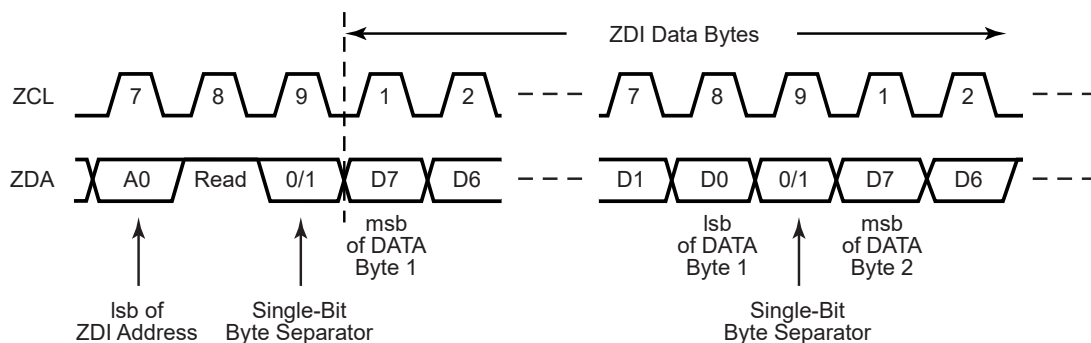 ZDI Data Bytes
ZCL 7 8 9 1 2 7 8 9 1 2
ZDA A0 Read 0/1 D7 D6 D1 D0 0/1 D7 D6
msb
of DATA
Byte 1
lsb
of DATA
Byte 1
msb
of DATA
Byte 2
lsb of
ZDI Address
Single-Bit
Byte Separator
Single-Bit
Byte Separator